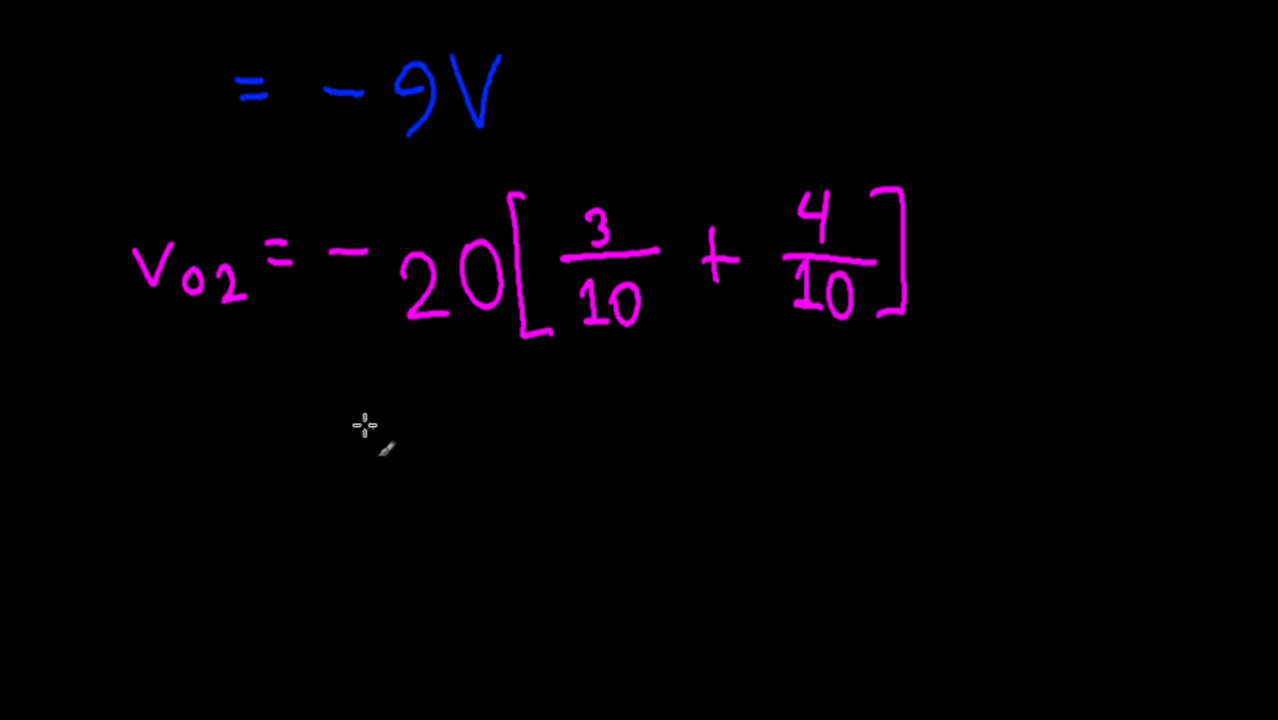 = - 9V
v₀₂ = - 20[3/10 + 4/10]